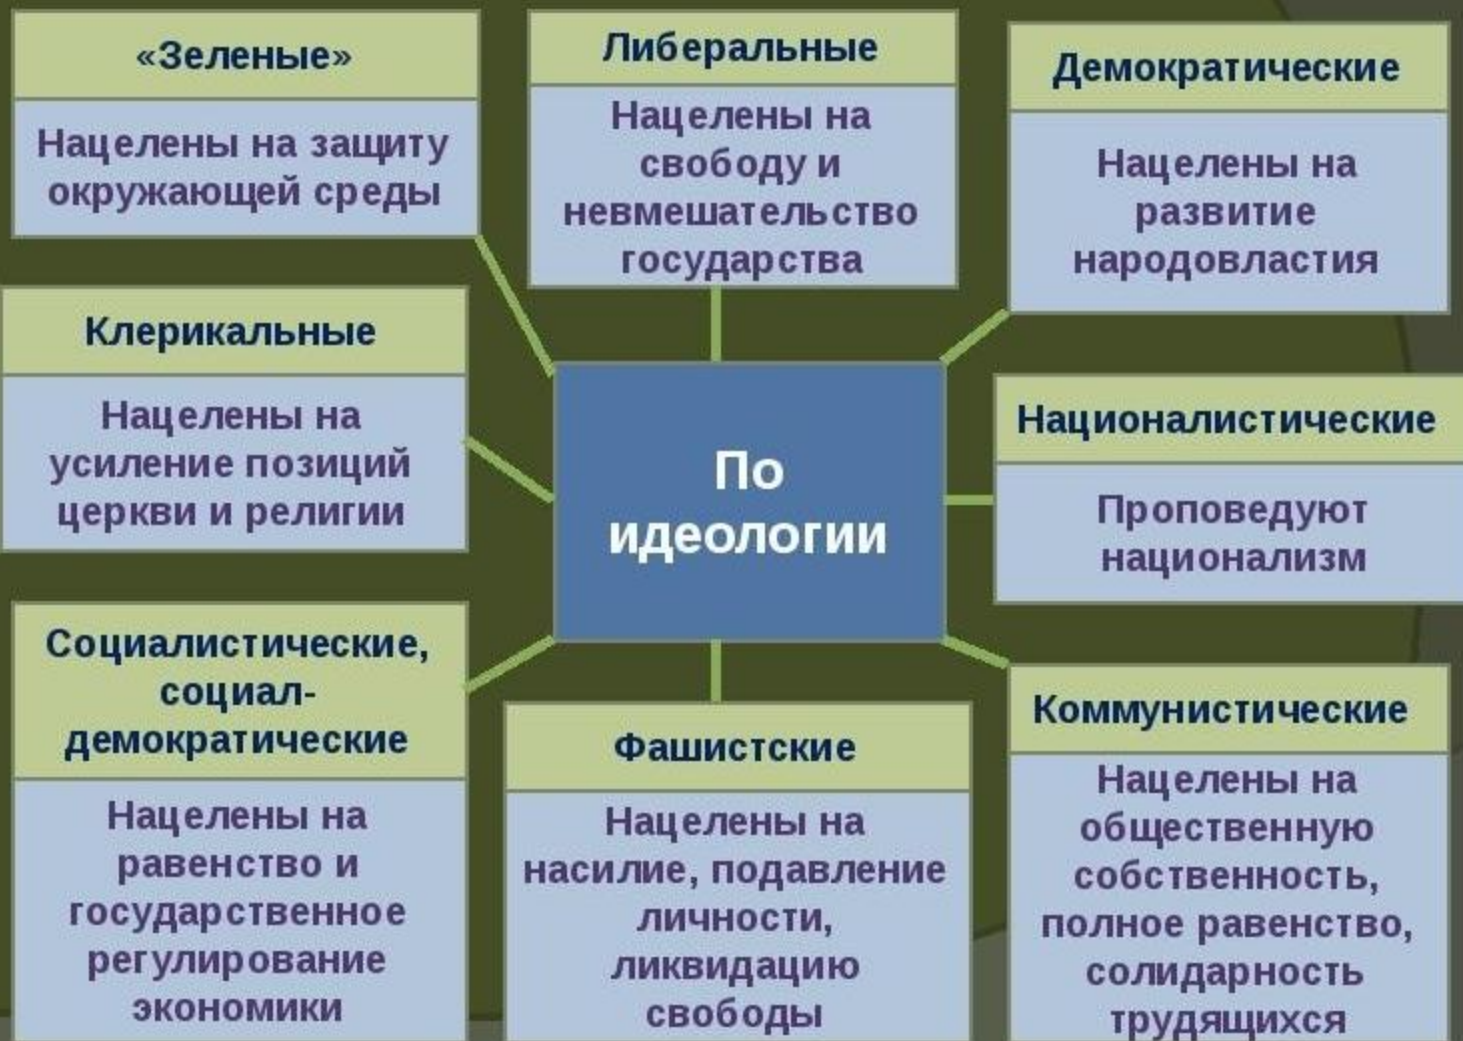 «Зеленые»
Нацелены на защиту
окружающей среды
Либеральные
Нацелены на
свободу и
невмешательство
государства
Демократические
Нацелены на
развитие
народовластия
Клерикальные
Нацелены на
усиление позиций
церкви и религии
По
идеологии
Националистические
Проповедуют
национализм
Социалистические,
социал-
демократические
Нацелены на
равенство и
государственное
регулирование
экономики
Фашистские
Нацелены на
насилие, подавление
личности,
ликвидацию
свободы
Коммунистические
Нацелены на
общественную
собственность,
полное равенство,
солидарность
трудящихся